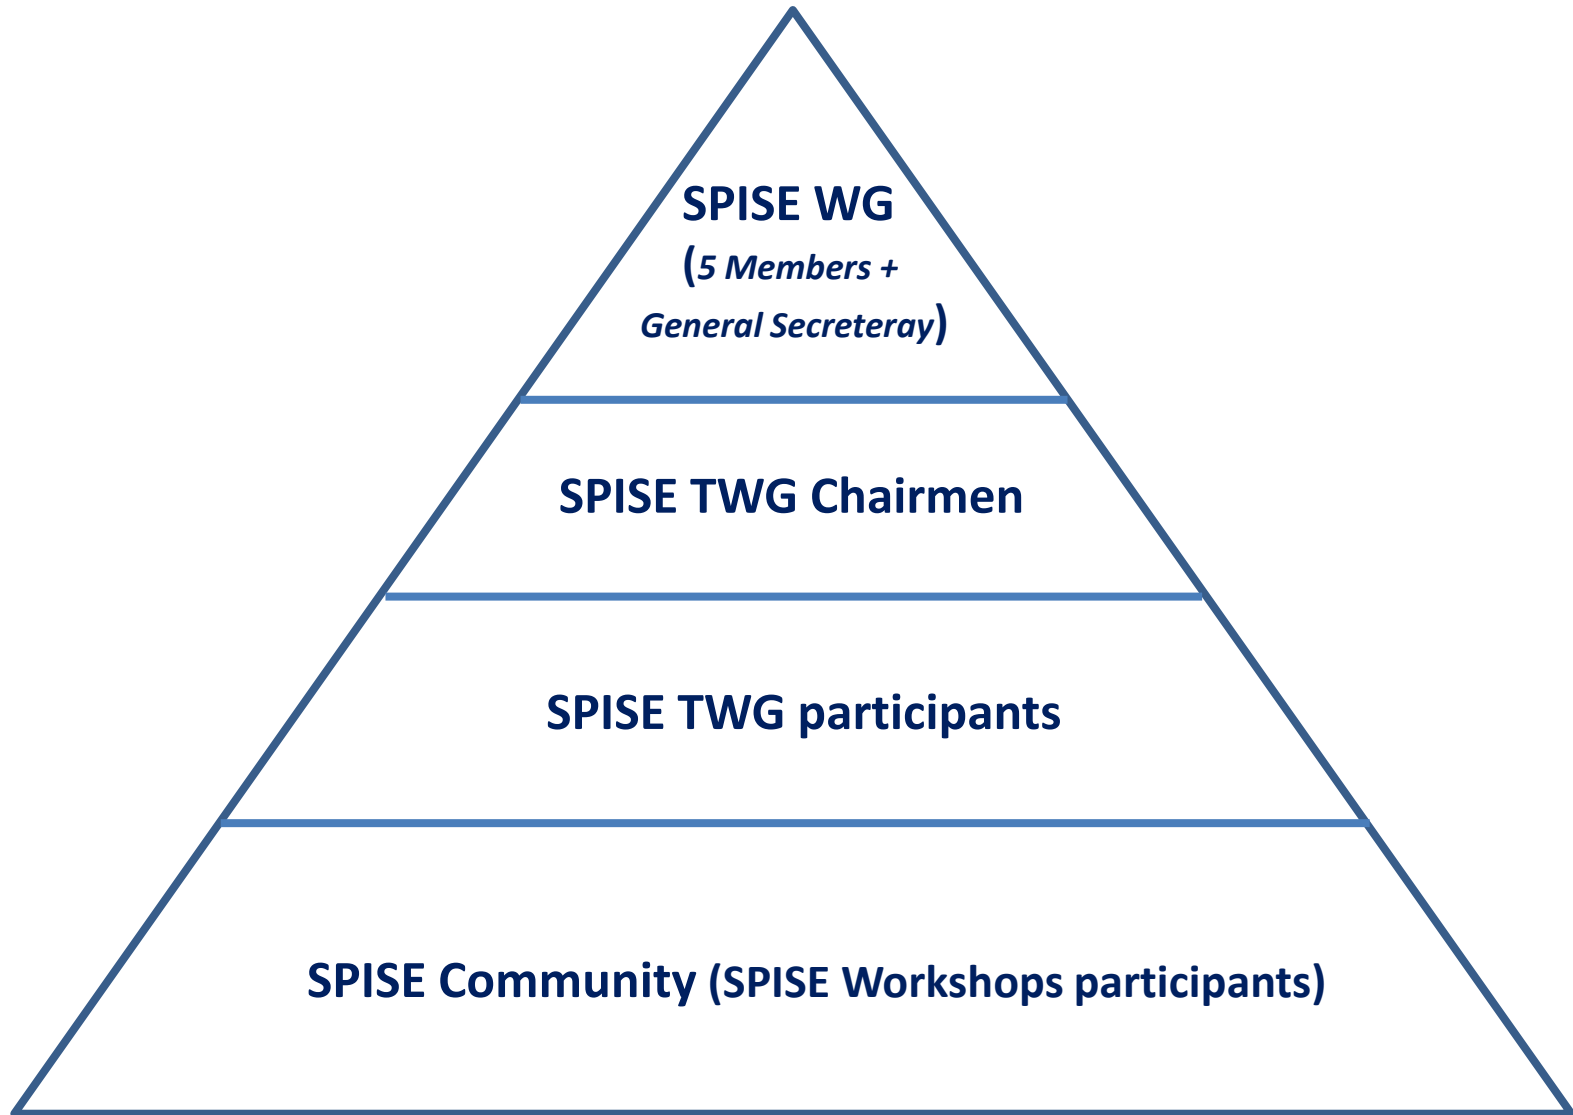 SPISE WG
(5 Members +
General Secreteray)
SPISE TWG Chairmen
SPISE TWG participants
SPISE Community (SPISE Workshops participants)